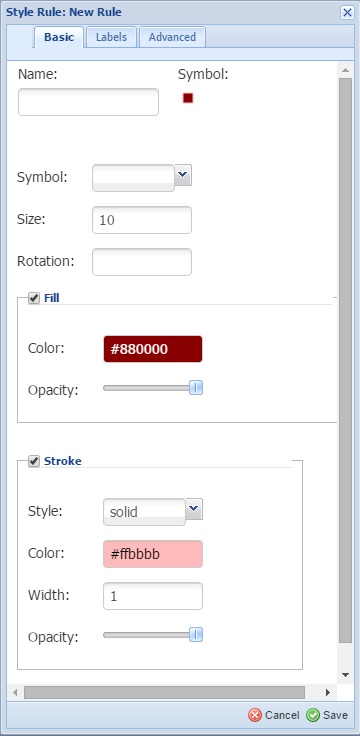 Style Rule: New Rule
Basic Labels Advanced
Name: Symbol:
Symbol:
Size: 10
Rotation:
Fill
Color: #880000
Opacity:
Stroke
Style: solid
Color: #ffbbbb
Width: 1
Opacity:
Cancel Save